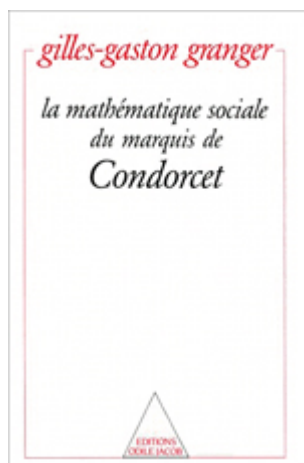 gilles-gaston granger
la mathématique sociale
du marquis de
Condorcet
EDITIONS
ODILE JACOB